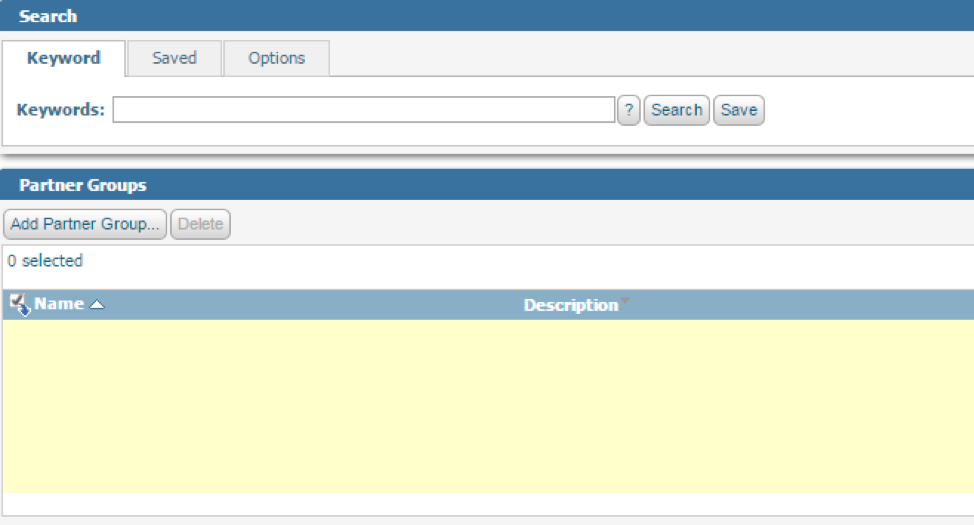 Search
Keyword Saved Options
Keywords: ? Search Save
Partner Groups
Add Partner Group... Delete
0 selected
Name Description